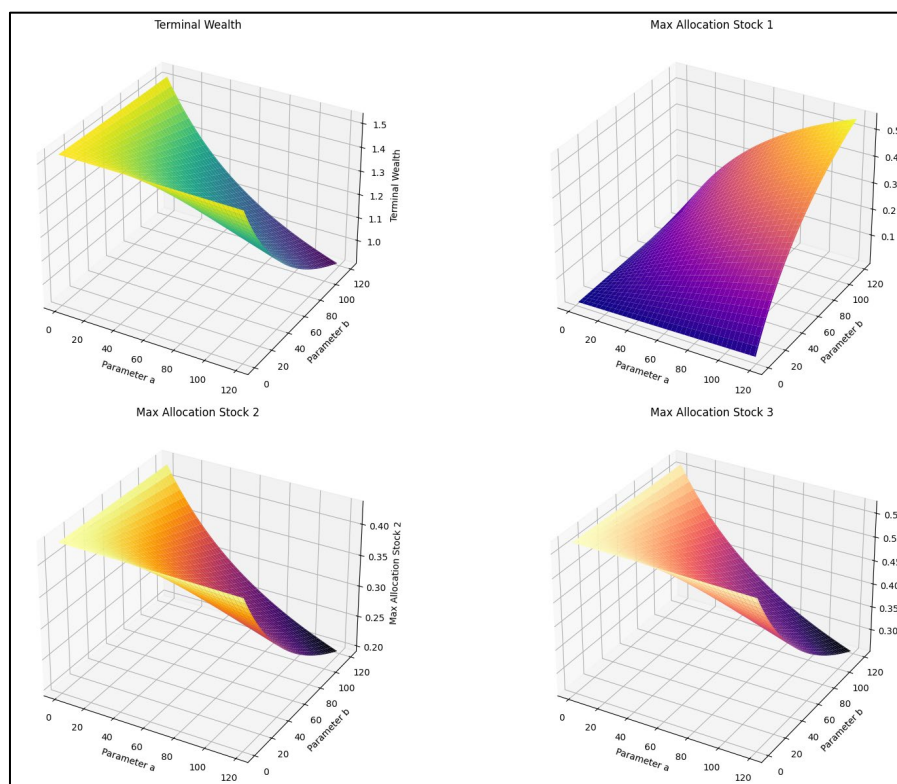 Terminal Wealth
1.5
1.4
1.3
1.2
1.1
1.0
Terminal Wealth
0 20 40 60 80 100 120
Parameter a
0 20 40 60 80 100 120
Parameter b
Max Allocation Stock 1
0.4
0.3
0.2
0.1
0 20 40 60 80 100 120
Parameter a
0 20 40 60 80 100 120
Parameter b
Max Allocation Stock 2
0.40
0.35
0.30
0.25
0.20
Max Allocation Stock 2
0 20 40 60 80 100 120
Parameter a
0 20 40 60 80 100 120
Parameter b
Max Allocation Stock 3
0.45
0.40
0.35
0.30
0 20 40 60 80 100 120
Parameter a
0 20 40 60 80 100 120
Parameter b